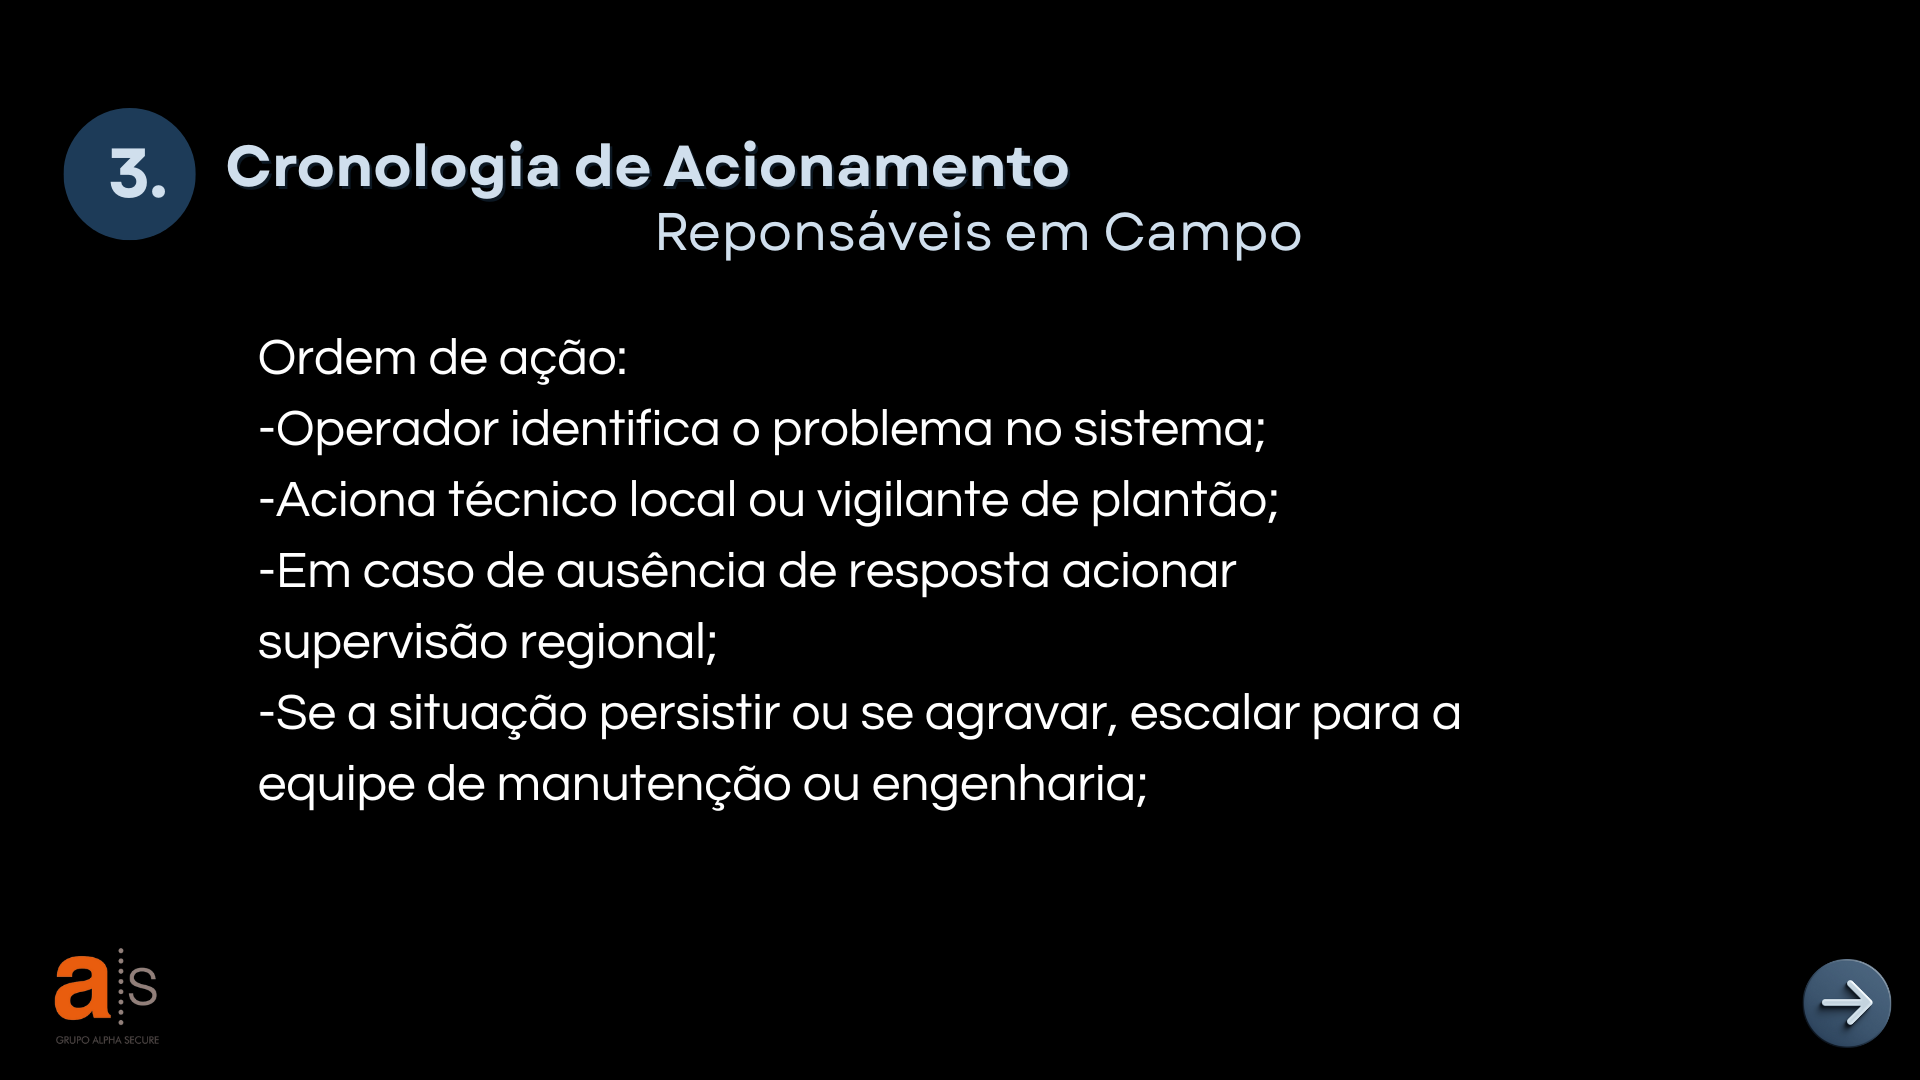 3.
Cronologia de Acionamento
Reponsáveis em Campo
Ordem de ação:
-Operador identifica o problema no sistema;
-Aciona técnico local ou vigilante de plantão;
-Em caso de ausência de resposta acionar
supervisão regional;
-Se a situação persistir ou se agravar, escalar para a
equipe de manutenção ou engenharia;
a s
GRUPO ALPHA SECURE